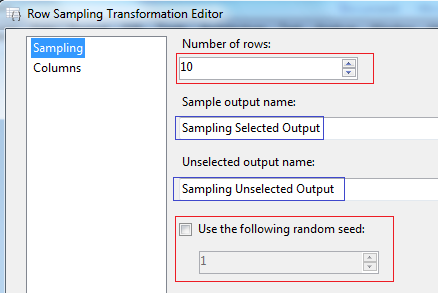 Row Sampling Transformation Editor
Sampling
Columns
Number of rows:
10
Sample output name:
Sampling Selected Output
Unselected output name:
Sampling Unselected Output
Use the following random seed:
1